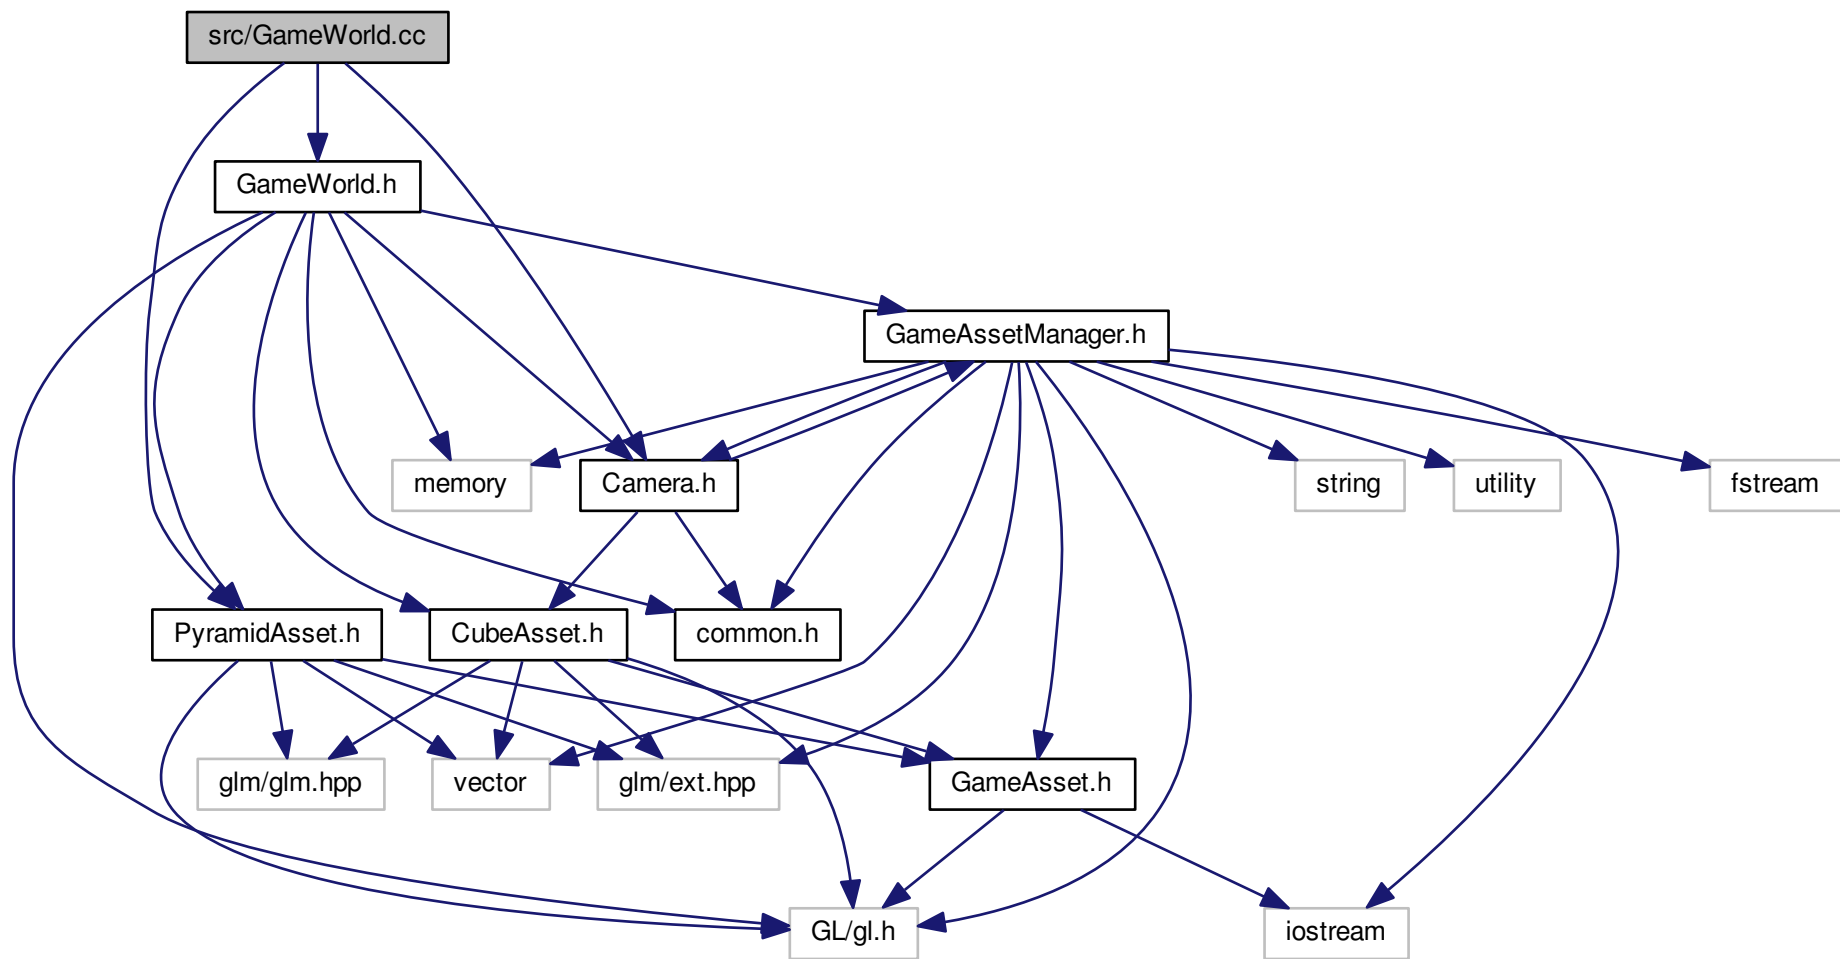 src/GameWorld.cc
GameWorld.h
GameAssetManager.h
memory
Camera.h
string
utility
fstream
PyramidAsset.h
CubeAsset.h
common.h
glm/glm.hpp
vector
glm/ext.hpp
GameAsset.h
GL/gl.h
iostream